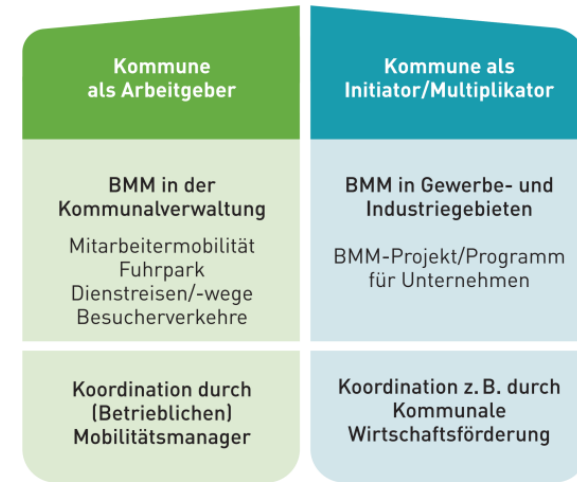 Kommune
als Arbeitgeber
BMM in der
Kommunalverwaltung
Mitarbeitermobilität
Fuhrpark
Dienstreisen/-wege
Besucherverkehre
Koordination durch
(Betrieblichen)
Mobilitätsmanager
Kommune als
Initiator/Multiplikator
BMM in Gewerbe- und
Industriegebieten
BMM-Projekt/Programm
für Unternehmen
Koordination z. B. durch
Kommunale
Wirtschaftsförderung